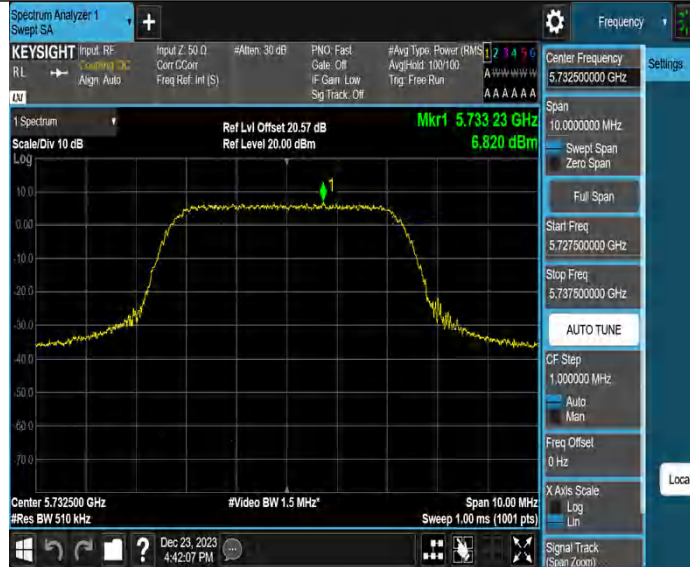 Spectrum Analyzer 1
Swept SA
+
Frequency
KEYSIGHT
RL
LXI
Input: RF
Coupling: DC
Align: Auto
Input Z: 50 Ω
Corr CCorr
Freq Ref: Int (S)
#Atten: 30 dB
PNO: Fast
Gate: Off
IF Gain: Low
Sig Track: Off
#Avg Type: Power (RMS
Avg|Hold: 100/100
Trig: Free Run
1 2 3 4 5 6
A W W W W W
A A A A A A
1 Spectrum
Scale/Div 10 dB
Ref Lvl Offset 20.57 dB
Ref Level 20.00 dBm
Mkr1 5.733 23 GHz
6.820 dBm
Log
1
10.0
0.00
-10.0
-20.0
-30.0
-40.0
-50.0
-60.0
-70.0
Center 5.732500 GHz
#Res BW 510 kHz
#Video BW 1.5 MHz*
Span 10.00 MHz
Sweep 1.00 ms (1001 pts)
?
Dec 23, 2023
4:42:07 PM
Center Frequency
5.732500000 GHz
Settings
Span
10.0000000 MHz
Swept Span
Zero Span
Full Span
Start Freq
5.727500000 GHz
Stop Freq
5.737500000 GHz
AUTO TUNE
CF Step
1.000000 MHz
Auto
Man
Freq Offset
0 Hz
X Axis Scale
Log
Lin
Loca
Signal Track
(Span Zoom)